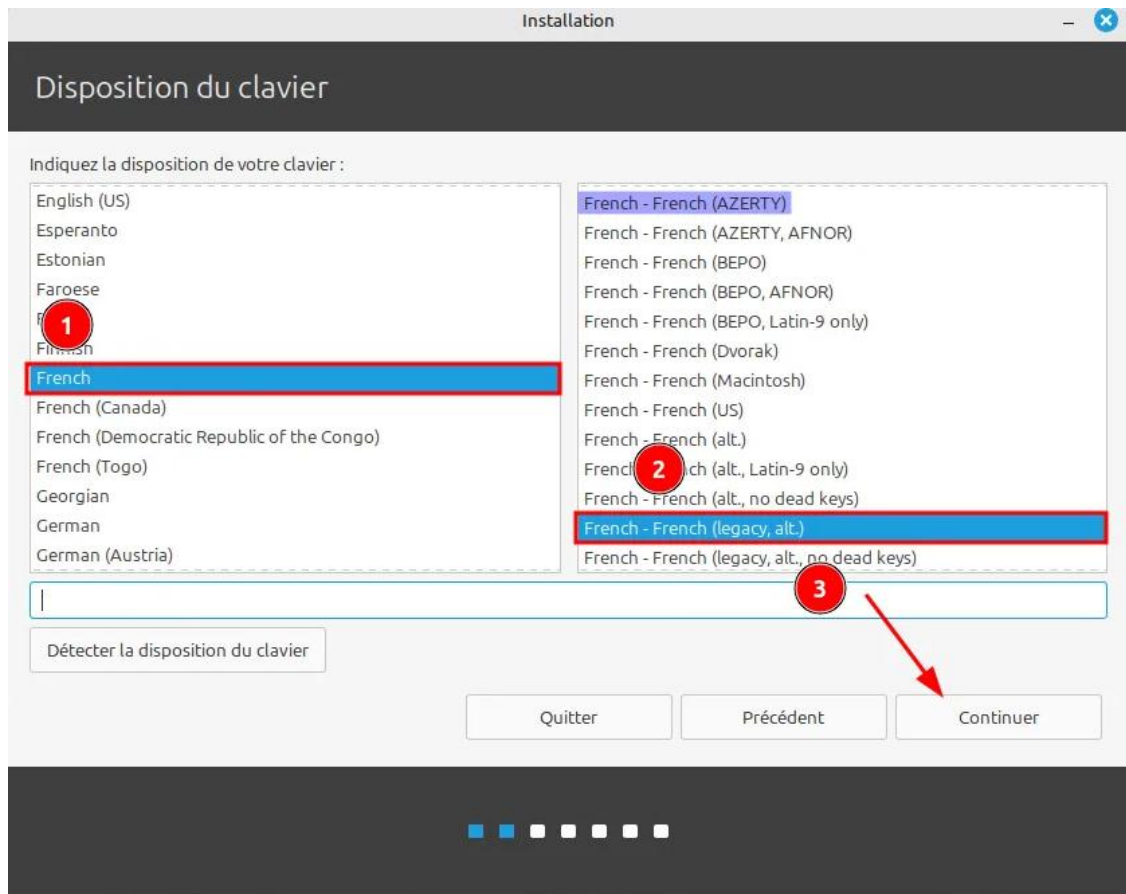 Installation
Disposition du clavier
Indiquez la disposition de votre clavier :
English (US)
Esperanto
Estonian
Faroese
1
Finnish
French
French (Canada)
French (Democratic Republic of the Congo)
French (Togo)
Georgian
German
German (Austria)
French - French (AZERTY)
French - French (AZERTY, AFNOR)
French - French (BEPO)
French - French (BEPO, AFNOR)
French - French (BEPO, Latin-9 only)
French - French (Dvorak)
French - French (Macintosh)
French - French (US)
French - French (alt.)
2
French - French (alt., Latin-9 only)
French - French (alt., no dead keys)
French - French (legacy, alt.)
French - French (legacy, alt., no dead keys)
3
Détecter la disposition du clavier
Quitter
Précédent
Continuer